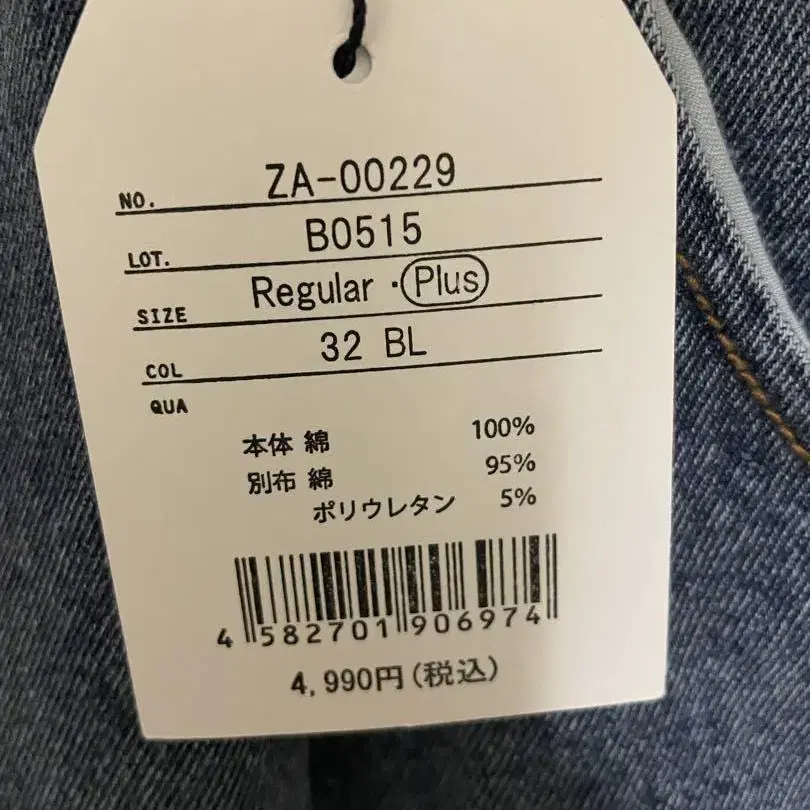 NO. ZA-00229
LOT. B0515
SIZE Regular・Plus
COL 32 BL
QUA
本体 綿 100%
別布 綿 95%
ポリウレタン 5%
4 582701 906974
4,990円(税込)